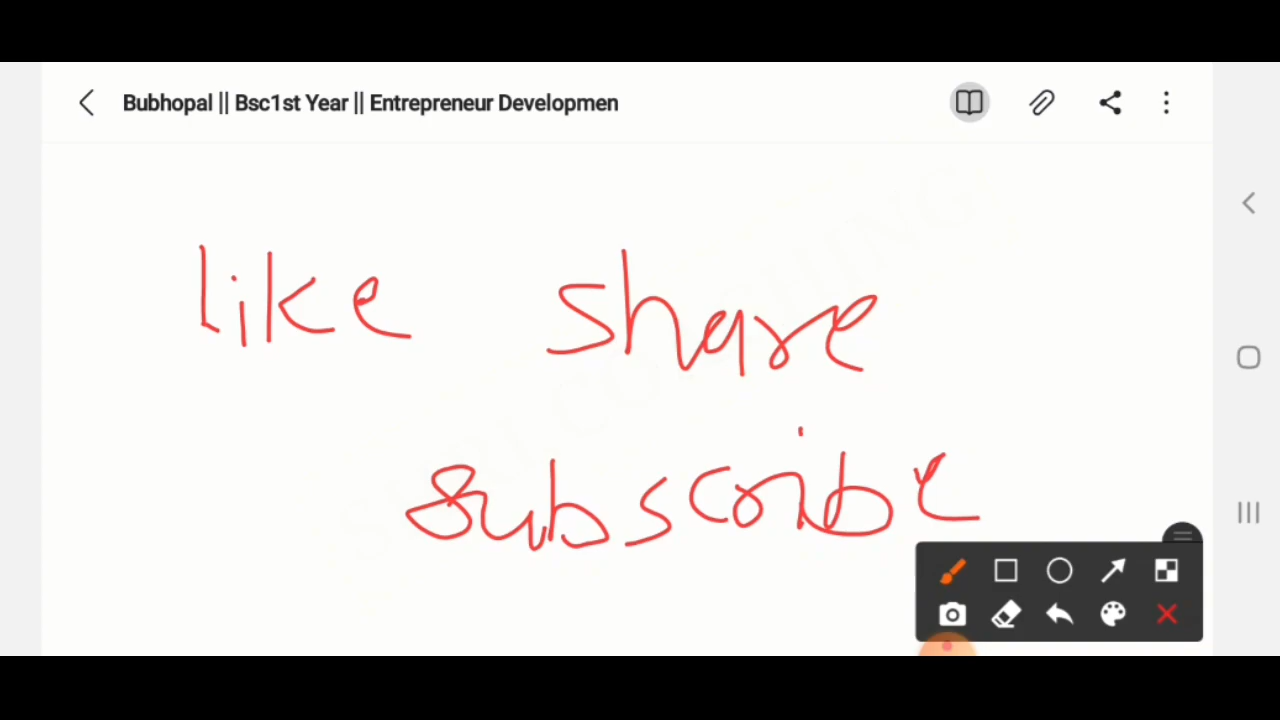 Bubhopal || Bsc1st Year || Entrepreneur Developmen
like share
subscribe